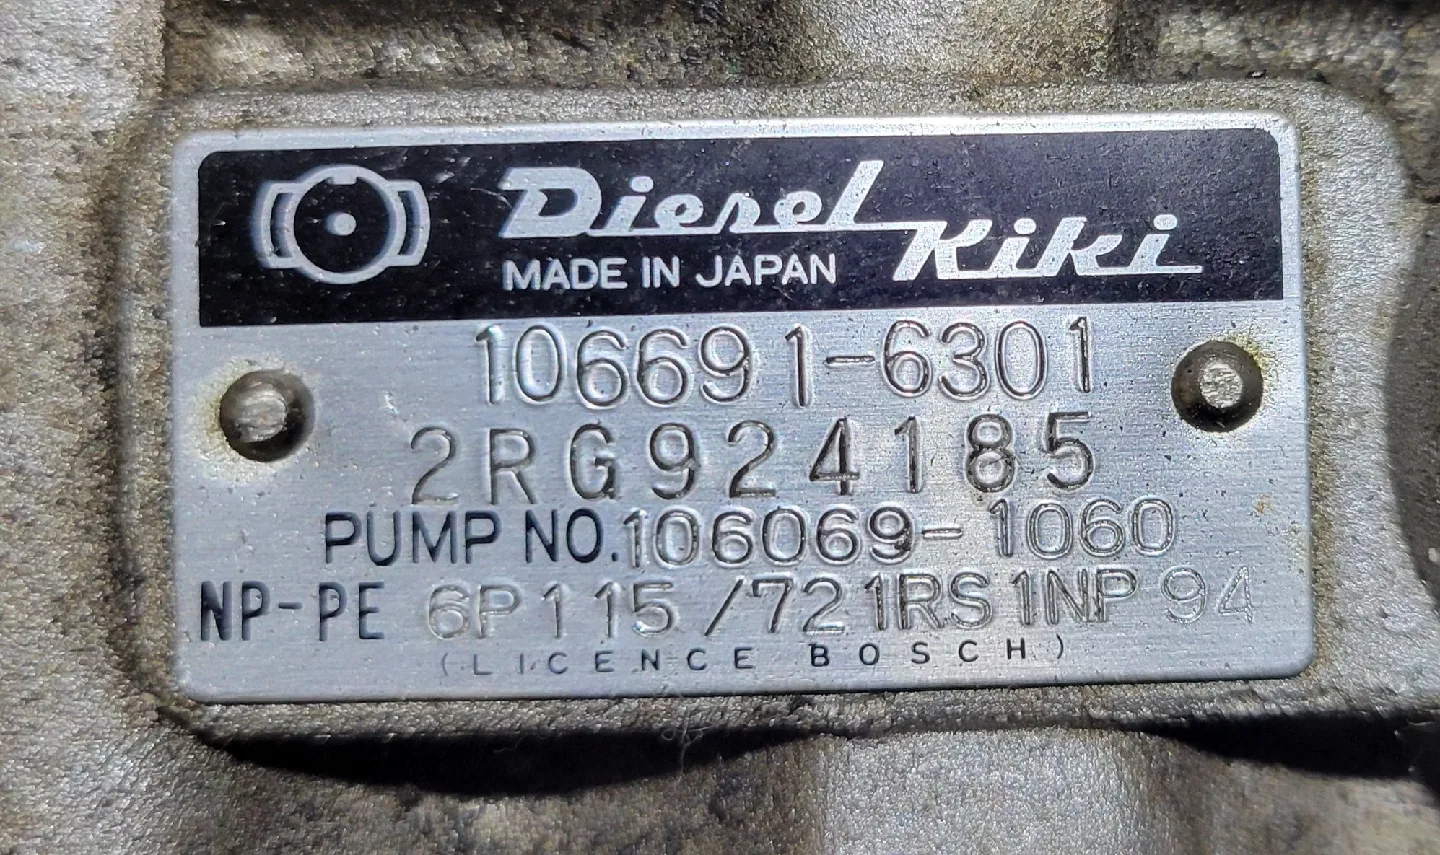 Diesel Kiki
MADE IN JAPAN
106691-6301
2RG924185
PUMP NO. 106069-1060
NP-PE 6P115/721RS1NP94
(LICENCE BOSCH)